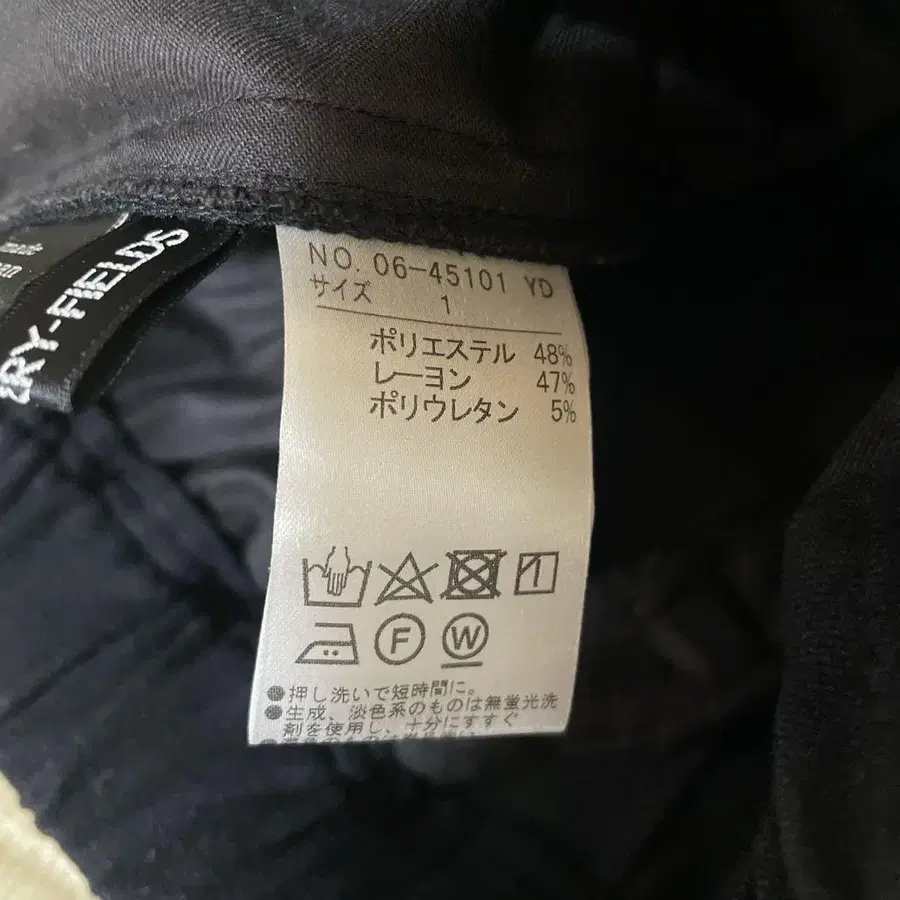 NO. 06-45101 YD
サイズ 1
ポリエステル 48%
レーヨン 47%
ポリウレタン 5%
F W
●押し洗いで短時間に。
●生成、淡色系のものは無蛍光洗
剤を使用し、十分にすすぐ
RY-FIELDS